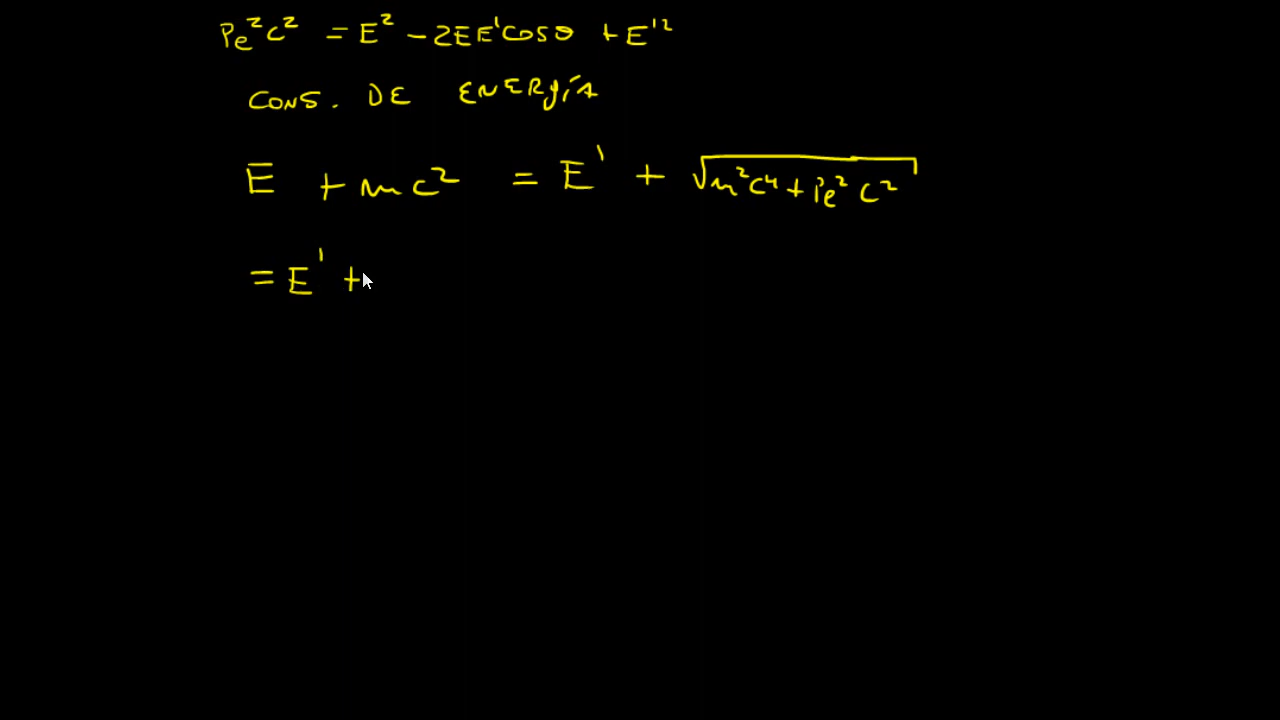 Pe²c² = E² - 2EE'cosθ + E'²
CONS. DE ENERGÍA
E + mc² = E' + √m²c⁴ + Pe²c²
= E' +